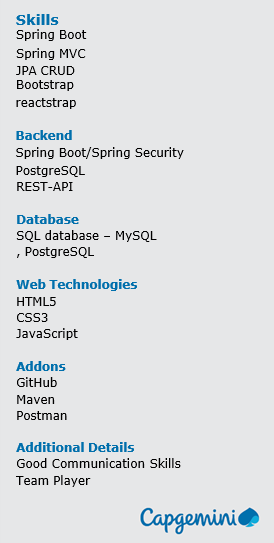 Skills
Spring Boot
Spring MVC
JPA CRUD
Bootstrap
reactstrap
Backend
Spring Boot/Spring Security
PostgreSQL
REST-API
Database
SQL database – MySQL
, PostgreSQL
Web Technologies
HTML5
CSS3
JavaScript
Addons
GitHub
Maven
Postman
Additional Details
Good Communication Skills
Team Player
Capgemini